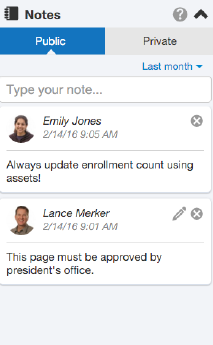 Notes
Public Private
Last month
Type your note...
Emily Jones
2/14/16 9:05 AM
Always update enrollment count using
assets!
Lance Merker
2/14/16 9:01 AM
This page must be approved by
president's office.